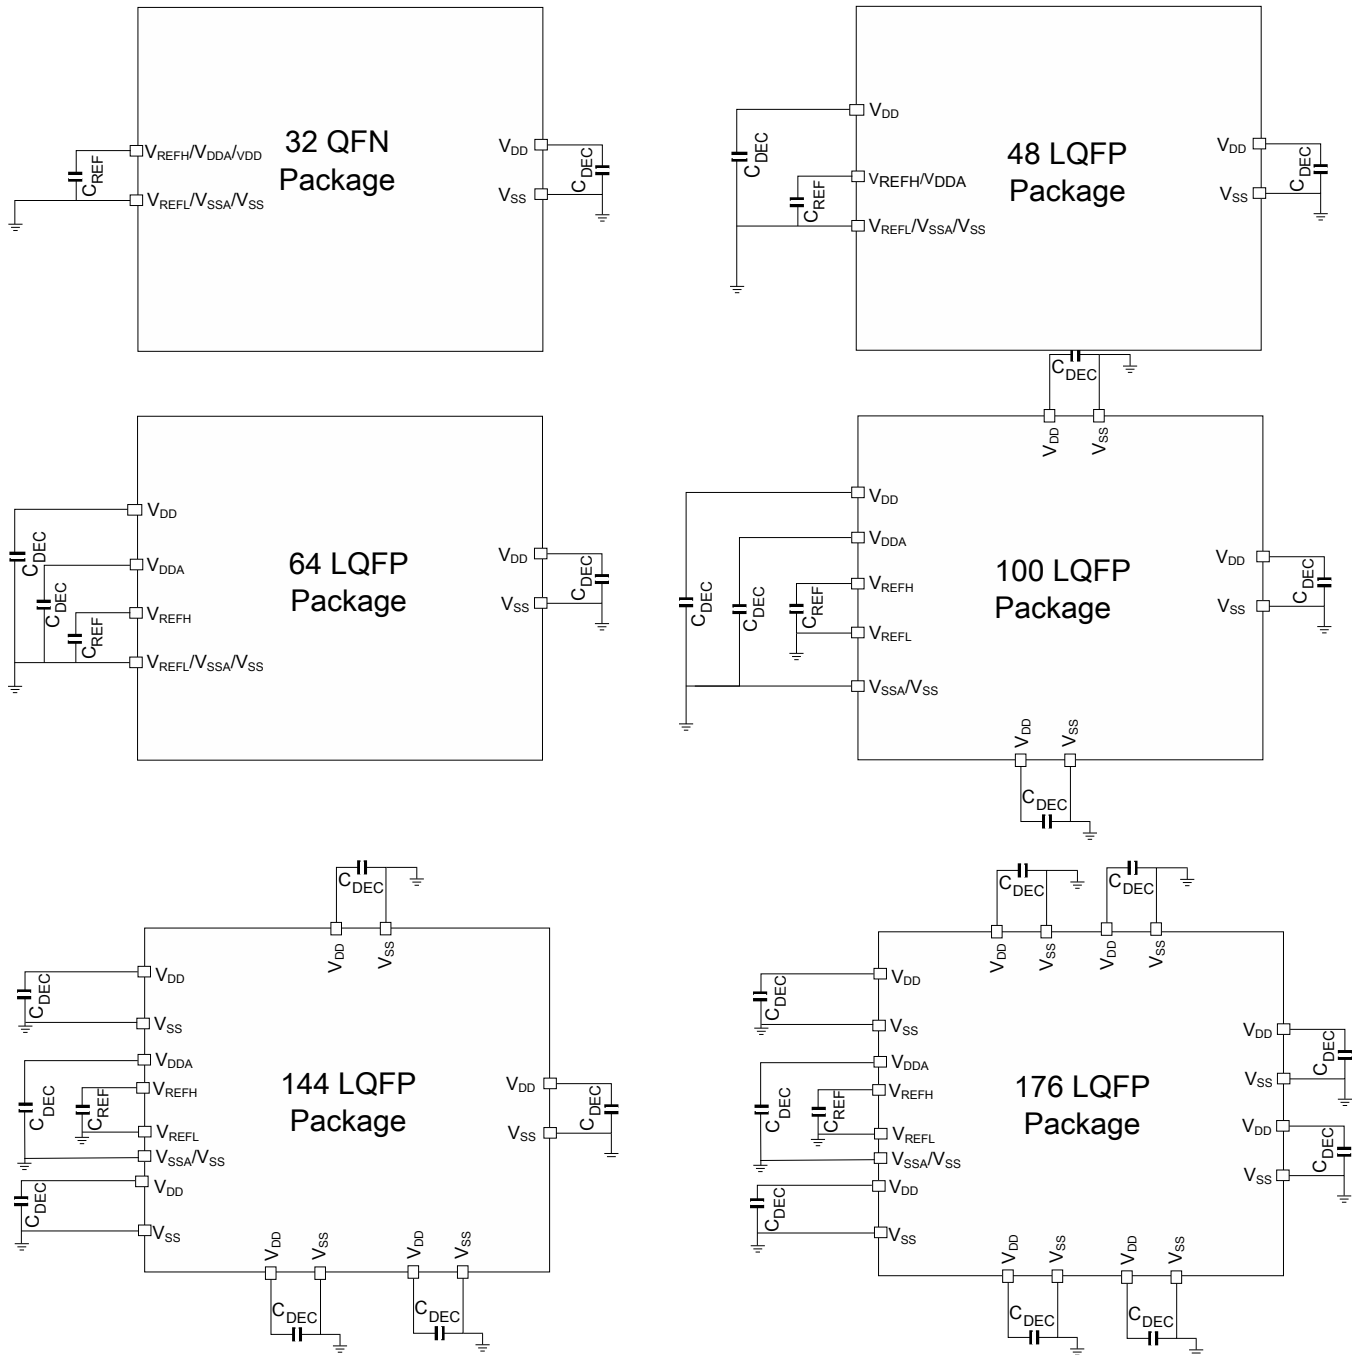 32 QFN
Package
VREFH/VDDA/VDD
CREF
VREFL/VSSA/VSS
VDD
CDEC
VSS
48 LQFP
Package
VDD
CDEC
VREFH/VDDA
CREF
VREFL/VSSA/VSS
VDD
CDEC
VSS
64 LQFP
Package
VDD
CDEC
VDDA
CDEC
VREFH
CREF
VREFL/VSSA/VSS
VDD
CDEC
VSS
100 LQFP
Package
CDEC
VDD
VSS
VDD
CDEC
VDDA
CDEC
VREFH
CREF
VREFL
VSSA/VSS
VDD
CDEC
VSS
VDD
VSS
CDEC
144 LQFP
Package
CDEC
VDD
VSS
VDD
CDEC
VSS
VDDA
CDEC
VREFH
CREF
VREFL
VSSA/VSS
VDD
CDEC
VSS
VDD
CDEC
VSS
VDD
VSS
CDEC
VDD
VSS
CDEC
176 LQFP
Package
CDEC
VDD
VSS
CDEC
VDD
VSS
VDD
CDEC
VSS
VDDA
CDEC
VREFH
CREF
VREFL
VSSA/VSS
VDD
CDEC
VSS
VDD
CDEC
VSS
VDD
CDEC
VSS
VDD
VSS
CDEC
VDD
VSS
CDEC